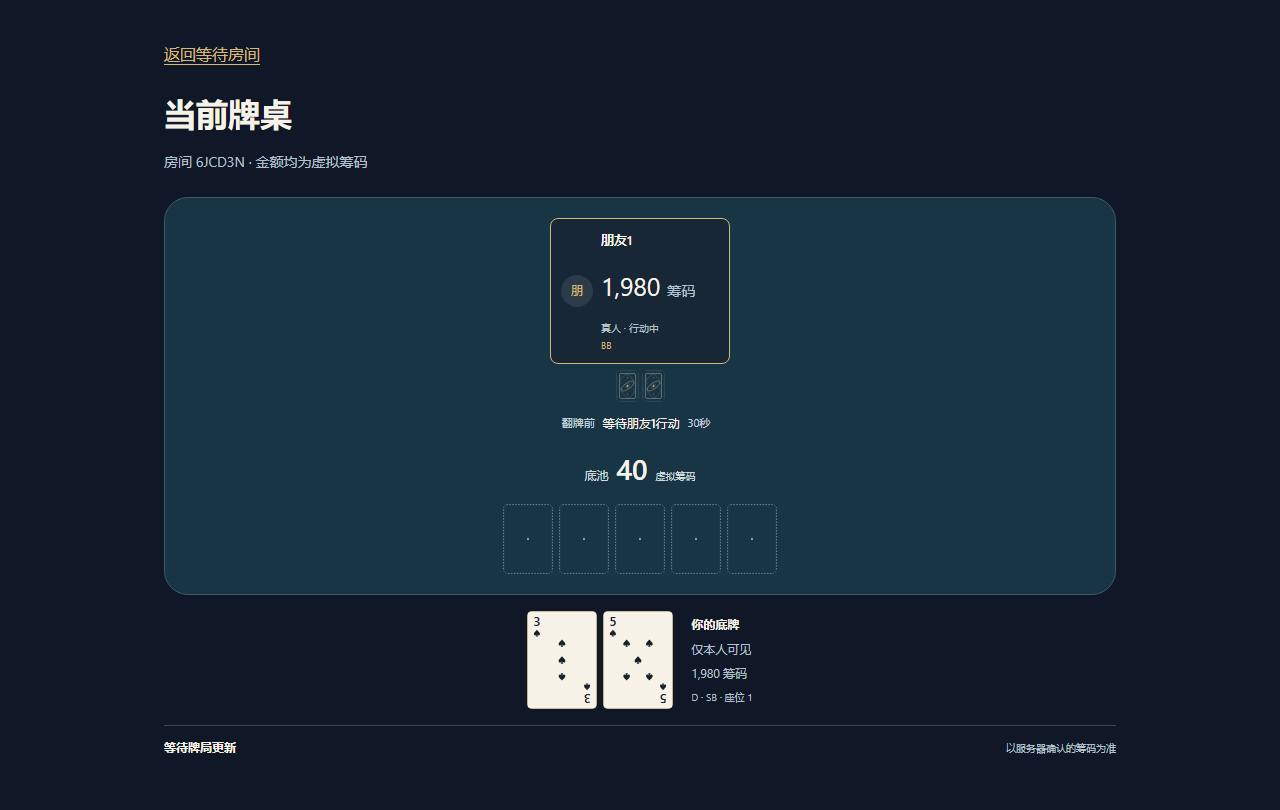 返回等待房间
当前牌桌
房间 6JCD3N · 金额均为虚拟筹码
朋友1
朋
1,980 筹码
真人 · 行动中
BB
翻牌前 等待朋友1行动 30秒
底池 40 虚拟筹码
3
3
5
5
你的底牌
仅本人可见
1,980 筹码
D · SB · 座位 1
等待牌局更新
以服务器确认的筹码为准